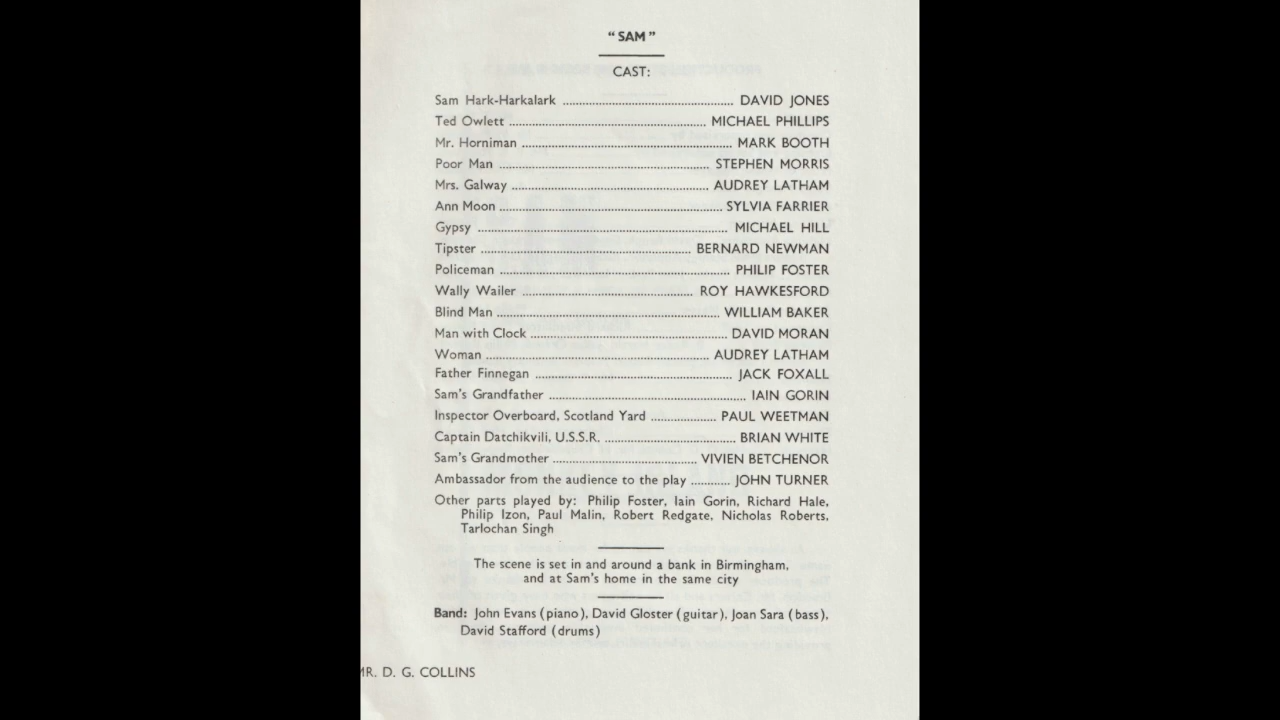 “SAM”
CAST:
Sam Hark-Harkalark ........ DAVID JONES
Ted Owlett ........ MICHAEL PHILLIPS
Mr. Horniman ........ MARK BOOTH
Poor Man ........ STEPHEN MORRIS
Mrs. Galway ........ AUDREY LATHAM
Ann Moon ........ SYLVIA FARRIER
Gypsy ........ MICHAEL HILL
Tipster ........ BERNARD NEWMAN
Policeman ........ PHILIP FOSTER
Wally Wailer ........ ROY HAWKESFORD
Blind Man ........ WILLIAM BAKER
Man with Clock ........ DAVID MORAN
Woman ........ AUDREY LATHAM
Father Finnegan ........ JACK FOXALL
Sam's Grandfather ........ IAIN GORIN
Inspector Overboard, Scotland Yard ........ PAUL WEETMAN
Captain Datchikvili, U.S.S.R. ........ BRIAN WHITE
Sam's Grandmother ........ VIVIEN BETCHENOR
Ambassador from the audience to the play ........ JOHN TURNER
Other parts played by: Philip Foster, Iain Gorin, Richard Hale,
Philip Izon, Paul Malin, Robert Redgate, Nicholas Roberts,
Tarlochan Singh
The scene is set in and around a bank in Birmingham,
and at Sam's home in the same city
Band: John Evans (piano), David Gloster (guitar), Joan Sara (bass),
David Stafford (drums)
MR. D. G. COLLINS